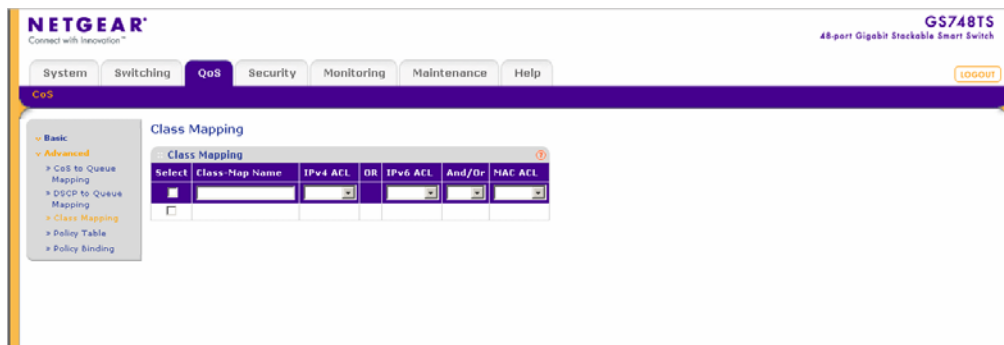 NETGEAR
Connect with Innovation™
GS748TS
48-port Gigabit Stackable Smart Switch
System Switching QoS Security Monitoring Maintenance Help
LOGOUT
CoS
Basic
Advanced
» CoS to Queue
Mapping
» DSCP to Queue
Mapping
» Class Mapping
» Policy Table
» Policy Binding
Class Mapping
Class Mapping
Select Class-Map Name IPv4 ACL OR IPv6 ACL And/Or MAC ACL